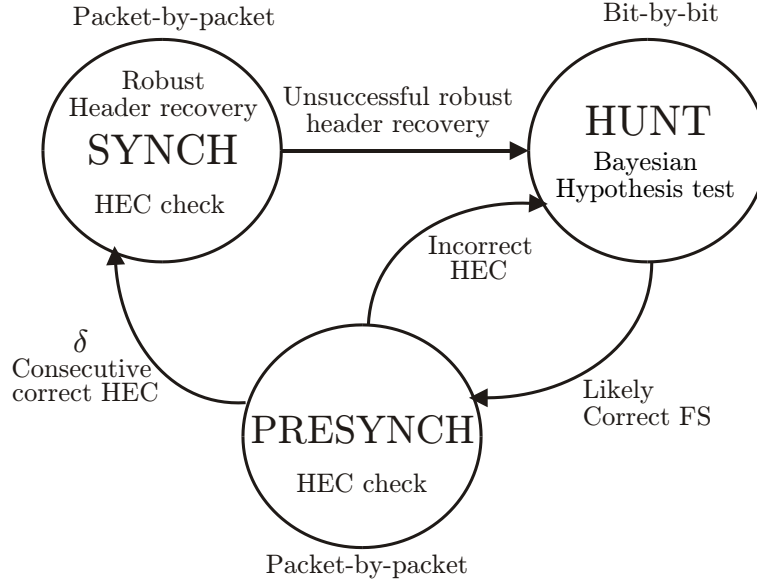 Packet-by-packet
Bit-by-bit
Robust
Header recovery
SYNCH
HEC check
Unsuccessful robust
header recovery
HUNT
Bayesian
Hypothesis test
Incorrect
HEC
δ
Consecutive
correct HEC
Likely
Correct FS
PRESYNCH
HEC check
Packet-by-packet